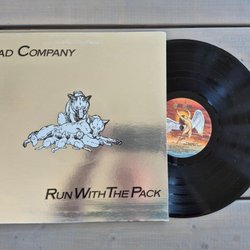 AD COMPANY
RUN WITH THE PACK